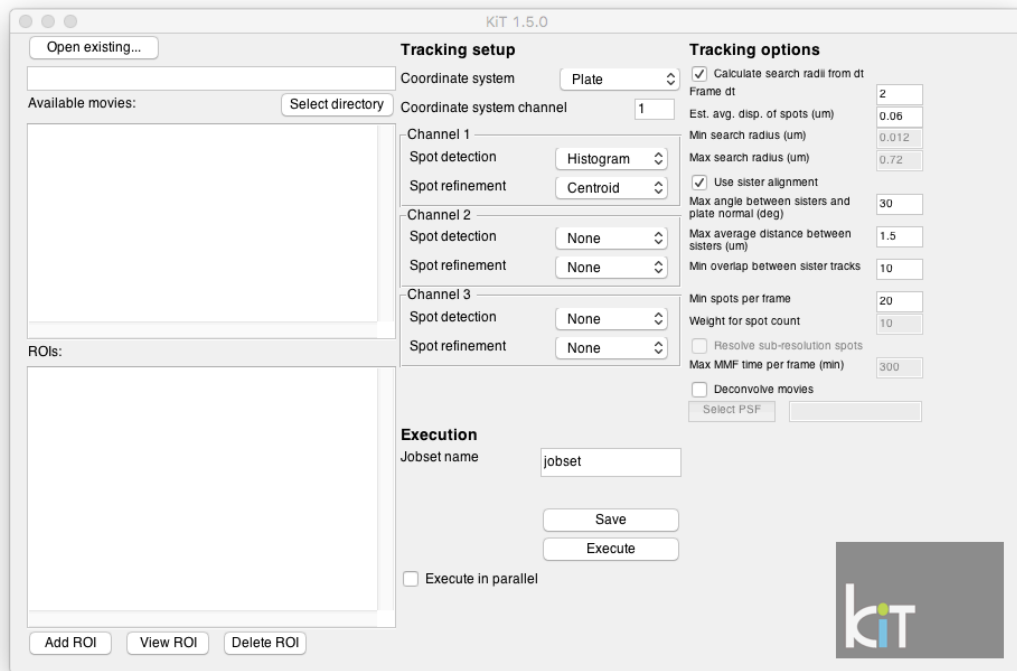 KiT 1.5.0
Open existing...
Available movies:
Select directory
ROIs:
Add ROI
View ROI
Delete ROI
Tracking setup
Coordinate system
Plate
Coordinate system channel
1
Channel 1
Spot detection
Histogram
Spot refinement
Centroid
Channel 2
Spot detection
None
Spot refinement
None
Channel 3
Spot detection
None
Spot refinement
None
Execution
Jobset name
jobset
Save
Execute
Execute in parallel
Tracking options
Calculate search radii from dt
Frame dt
2
Est. avg. disp. of spots (um)
0.06
Min search radius (um)
0.012
Max search radius (um)
0.72
Use sister alignment
Max angle between sisters and
plate normal (deg)
30
Max average distance between
sisters (um)
1.5
Min overlap between sister tracks
10
Min spots per frame
20
Weight for spot count
10
Resolve sub-resolution spots
Max MMF time per frame (min)
300
Deconvolve movies
Select PSF
kiT